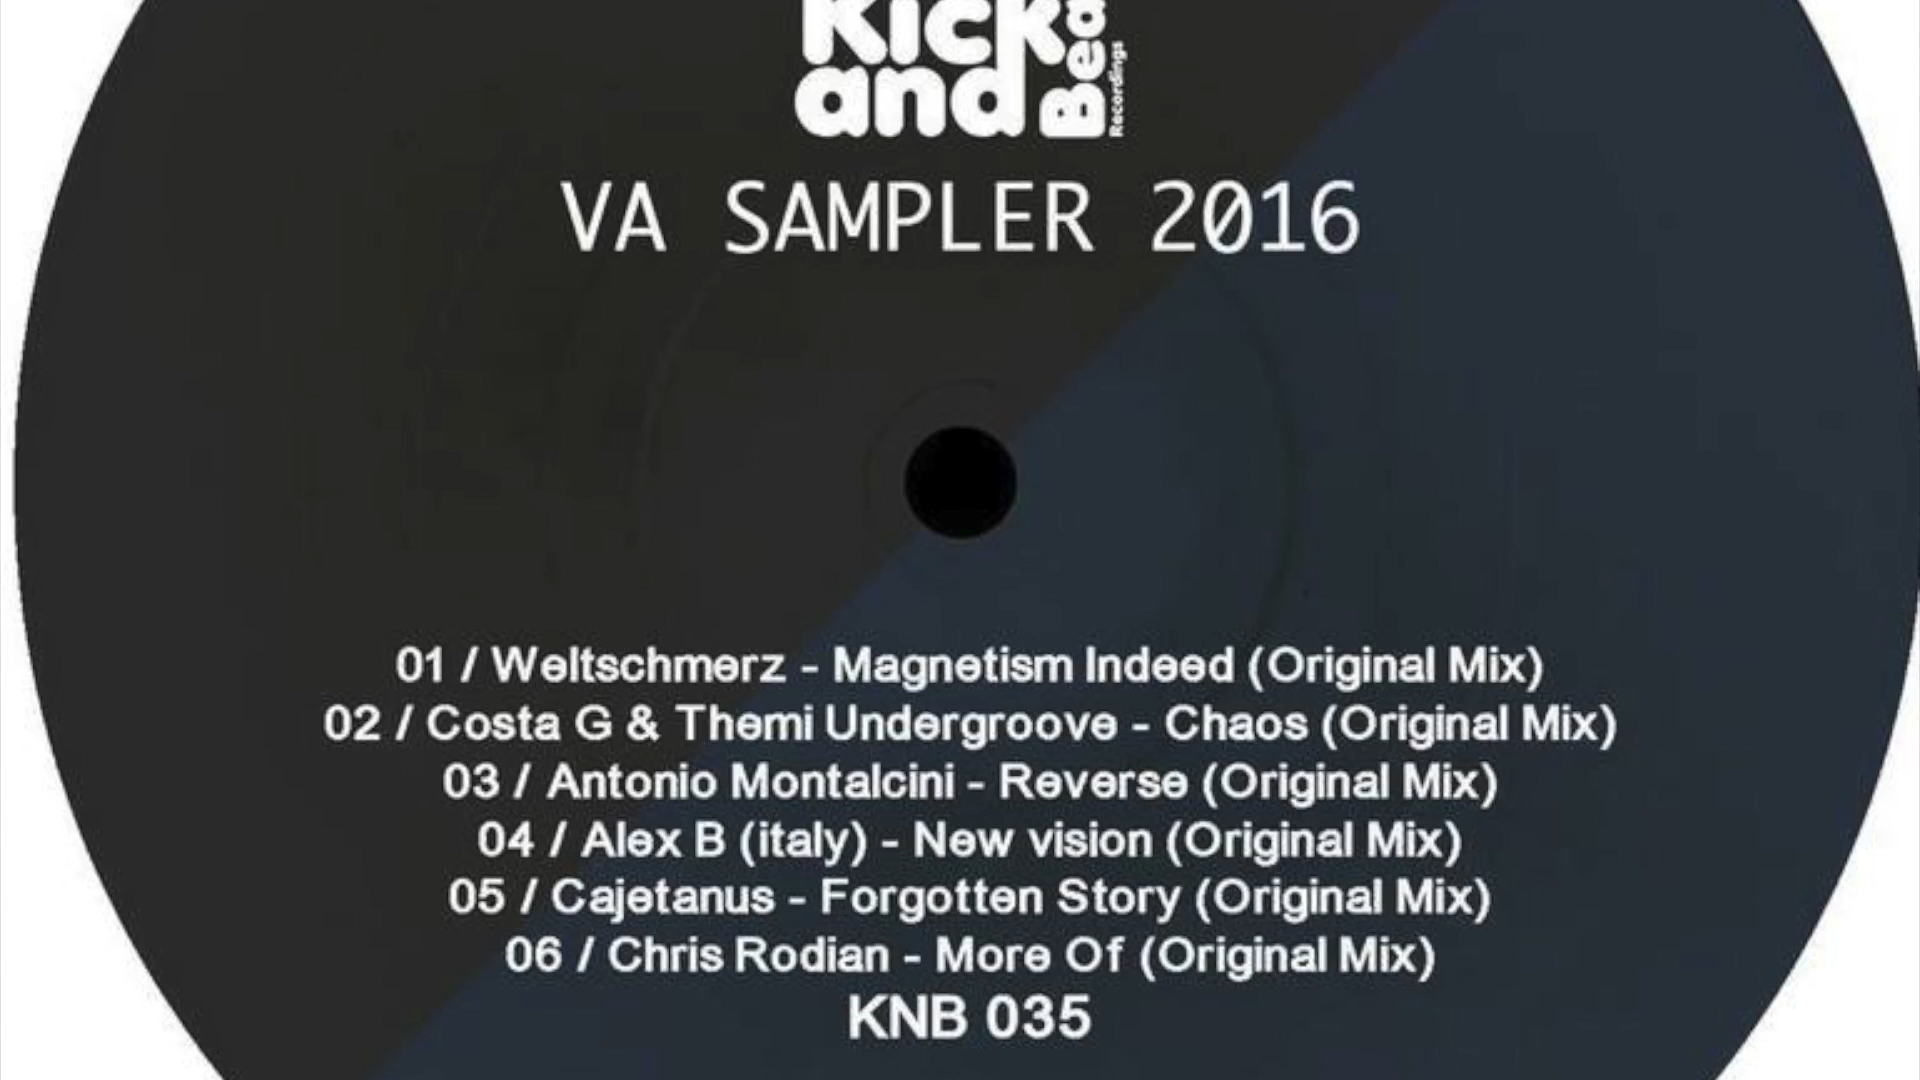 Kick
and
Recordings
VA SAMPLER 2016
01 / Weltschmerz - Magnetism Indeed (Original Mix)
02 / Costa G & Themi Undergroove - Chaos (Original Mix)
03 / Antonio Montalcini - Reverse (Original Mix)
04 / Alex B (italy) - New vision (Original Mix)
05 / Cajetanus - Forgotten Story (Original Mix)
06 / Chris Rodian - More Of (Original Mix)
KNB 035